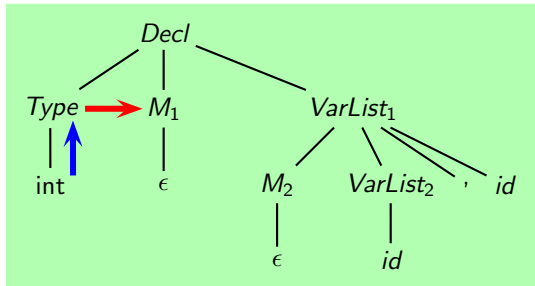 Decl
Type M₁ VarList₁
int ϵ M₂ VarList₂ , id
ϵ id